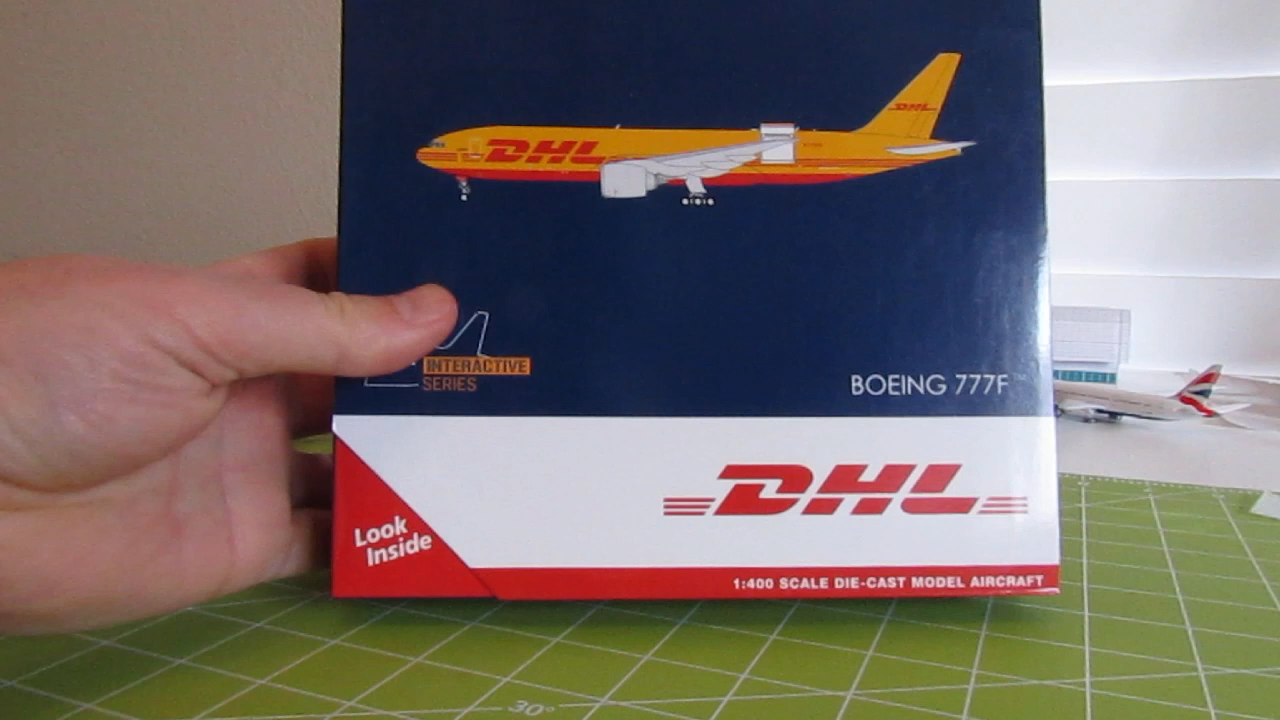 DHL
DHL
INTERACTIVE
SERIES
BOEING 777F
DHL
Look
Inside
1:400 SCALE DIE-CAST MODEL AIRCRAFT
30°